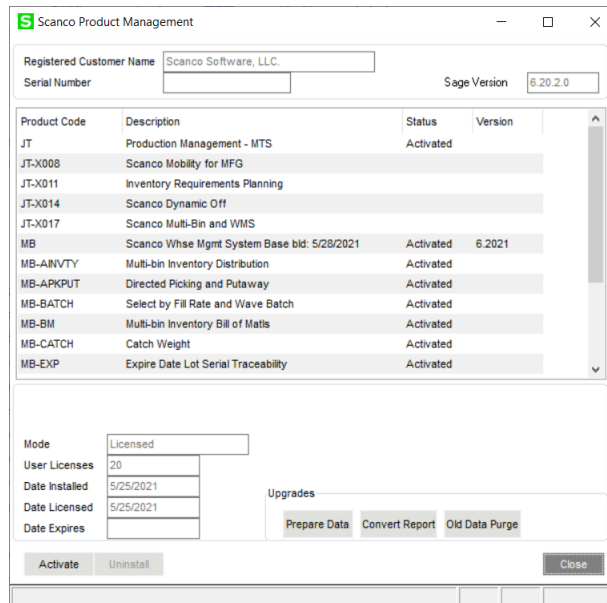 S Scanco Product Management
Registered Customer Name Scanco Software, LLC.
Serial Number Sage Version 6.20.2.0
Product Code Description Status Version
JT Production Management - MTS Activated
JT-X008 Scanco Mobility for MFG
JT-X011 Inventory Requirements Planning
JT-X014 Scanco Dynamic Off
JT-X017 Scanco Multi-Bin and WMS
MB Scanco Whse Mgmt System Base bld: 5/28/2021 Activated 6.2021
MB-AINVTY Multi-bin Inventory Distribution Activated
MB-APKPUT Directed Picking and Putaway Activated
MB-BATCH Select by Fill Rate and Wave Batch Activated
MB-BM Multi-bin Inventory Bill of Matls Activated
MB-CATCH Catch Weight Activated
MB-EXP Expire Date Lot Serial Traceability Activated
Mode Licensed
User Licenses 20
Date Installed 5/25/2021
Date Licensed 5/25/2021
Date Expires
Upgrades
Prepare Data Convert Report Old Data Purge
Activate Uninstall Close